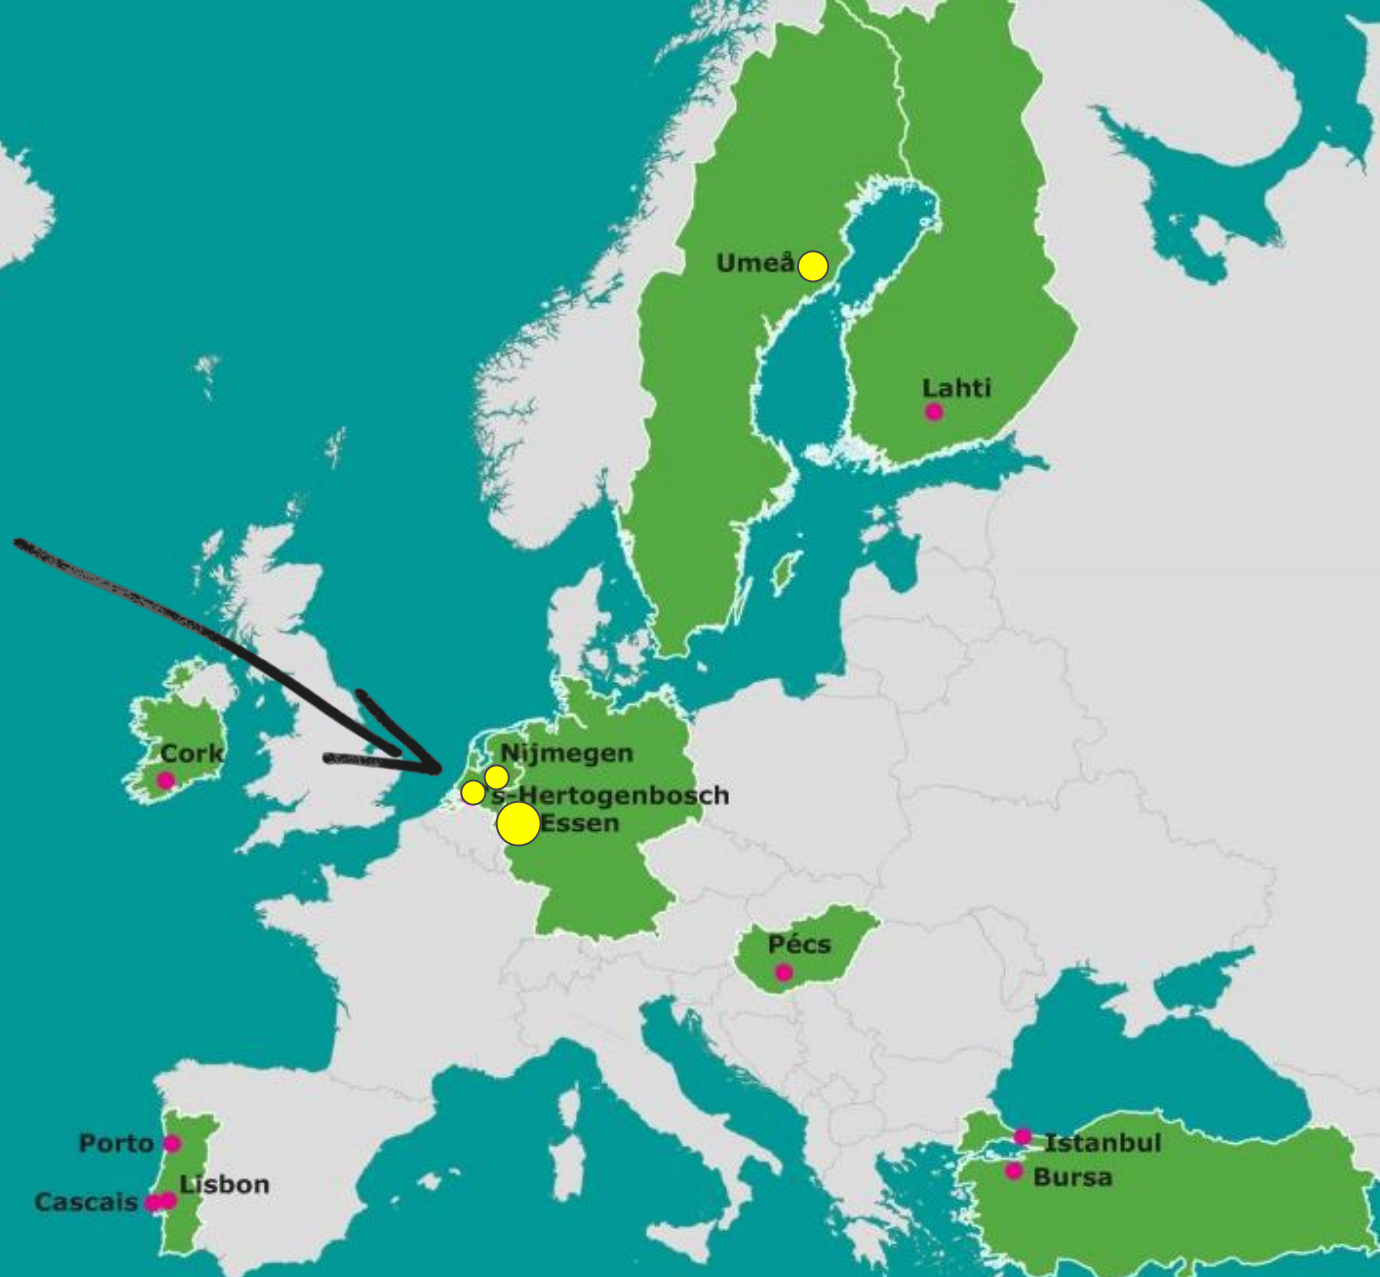 Umeå
Lahti
Cork
Nijmegen
s-Hertogenbosch
Essen
Pécs
Porto
Istanbul
Bursa
Lisbon
Cascais